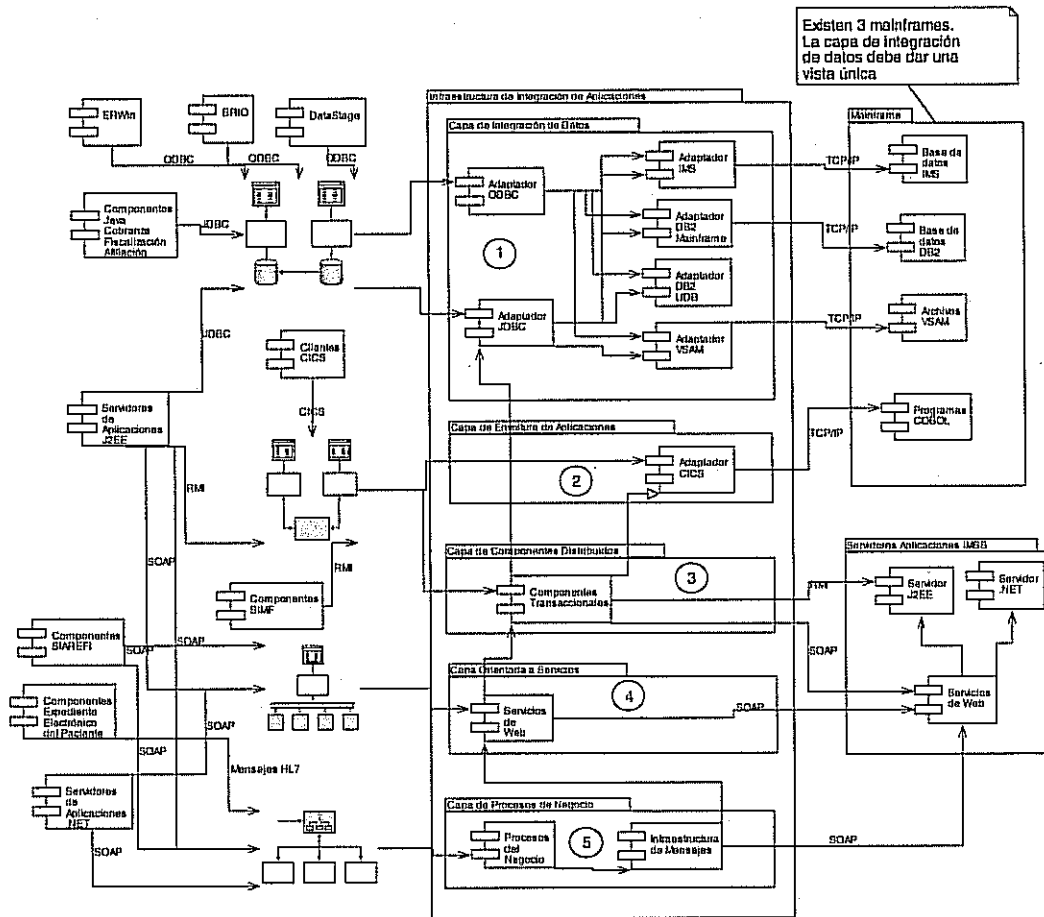 Existen 3 mainframes.
La capa de integración
de datos debe dar una
vista única
Infraestructura de Integración de Aplicaciones
Capa de Integración de Datos
Mainframe
ERWin
BRIO
DataStage
ODBC
ODBC
ODBC
Componentes
Java
Cobranza
Fiscalización
Afiliación
JDBC
Adaptador
ODBC
Adaptador
IMS
TCP/IP
Base de
datos
IMS
Adaptador
DB2
Mainframe
TCP/IP
Base de
datos
DB2
1
Adaptador
DB2
UDB
Adaptador
JDBC
Adaptador
VSAM
TCP/IP
Archivos
VSAM
JDBC
Clientes
CICS
CICS
Servidores
de
Aplicaciones
J2EE
Programas
COBOL
TCP/IP
Capa de Envoltura de Aplicaciones
2
Adaptador
CICS
RMI
SOAP
RMI
Capa de Componentes Distribuidos
3
Componentes
Transaccionales
RMI
SOAP
Servidores Aplicaciones IMSS
Servidor
J2EE
Servidor
.NET
Componentes
SIMF
Componentes
SIAREFI
SOAP
Componentes
Expediente
Electrónico
del Paciente
SOAP
SOAP
Mensajes HL7
Capa Orientada a Servicios
4
Servicios
de
Web
SOAP
Servicios
de Web
Servidores
de
Aplicaciones
.NET
SOAP
Capa de Procesos de Negocio
Procesos
del
Negocio
5
Infraestructura
de Mensajes
SOAP